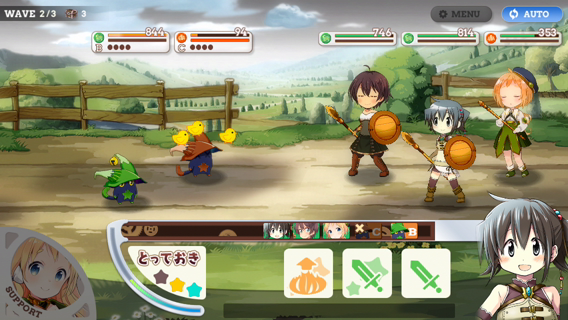 WAVE 2/3
3
MENU
AUTO
844
94
B
C
746
814
353
B
とっておき
SUPPORT